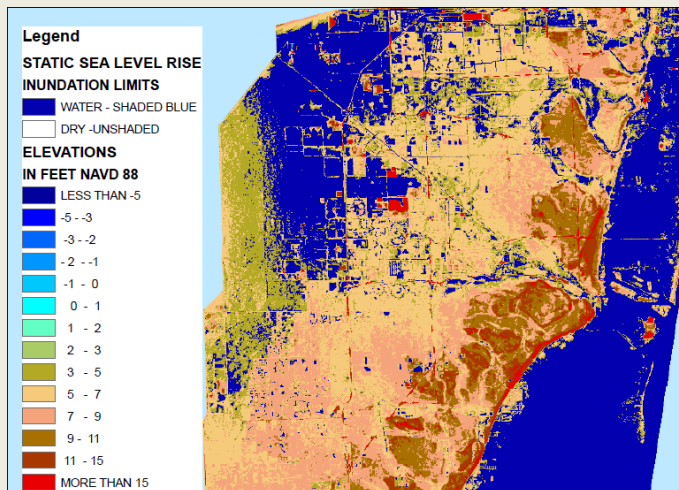 Legend
STATIC SEA LEVEL RISE
INUNDATION LIMITS
WATER - SHADED BLUE
DRY -UNSHADED
ELEVATIONS
IN FEET NAVD 88
LESS THAN -5
-5 - -3
-3 - -2
-2 - -1
-1 - 0
0 - 1
1 - 2
2 - 3
3 - 5
5 - 7
7 - 9
9 - 11
11 - 15
MORE THAN 15